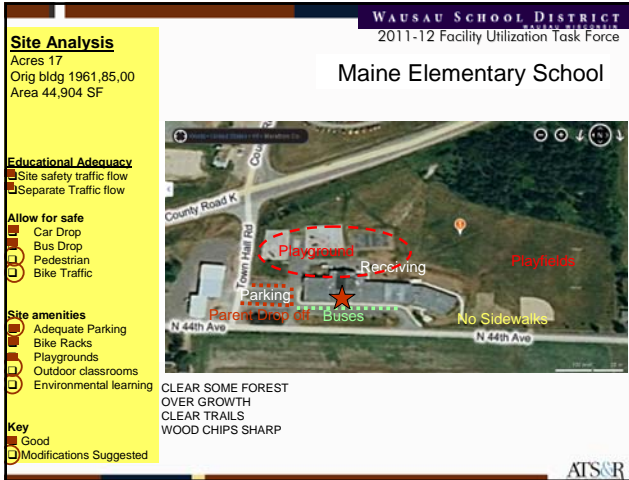 WAUSAU SCHOOL DISTRICT
WAUSAU WISCONSIN
2011-12 Facility Utilization Task Force
Maine Elementary School
Site Analysis
Acres 17
Orig bldg 1961,85,00
Area 44,904 SF
Educational Adequacy
Site safety traffic flow
Separate Traffic flow
Allow for safe
Car Drop
Bus Drop
Pedestrian
Bike Traffic
Site amenities
Adequate Parking
Bike Racks
Playgrounds
Outdoor classrooms
Environmental learning
Key
Good
Modifications Suggested
County Road K
Town Hall Rd
Playground
Receiving
Playfields
Parking
Parent Drop off
Buses
No Sidewalks
N 44th Ave
N 44th Ave
CLEAR SOME FOREST
OVER GROWTH
CLEAR TRAILS
WOOD CHIPS SHARP
ATS&R